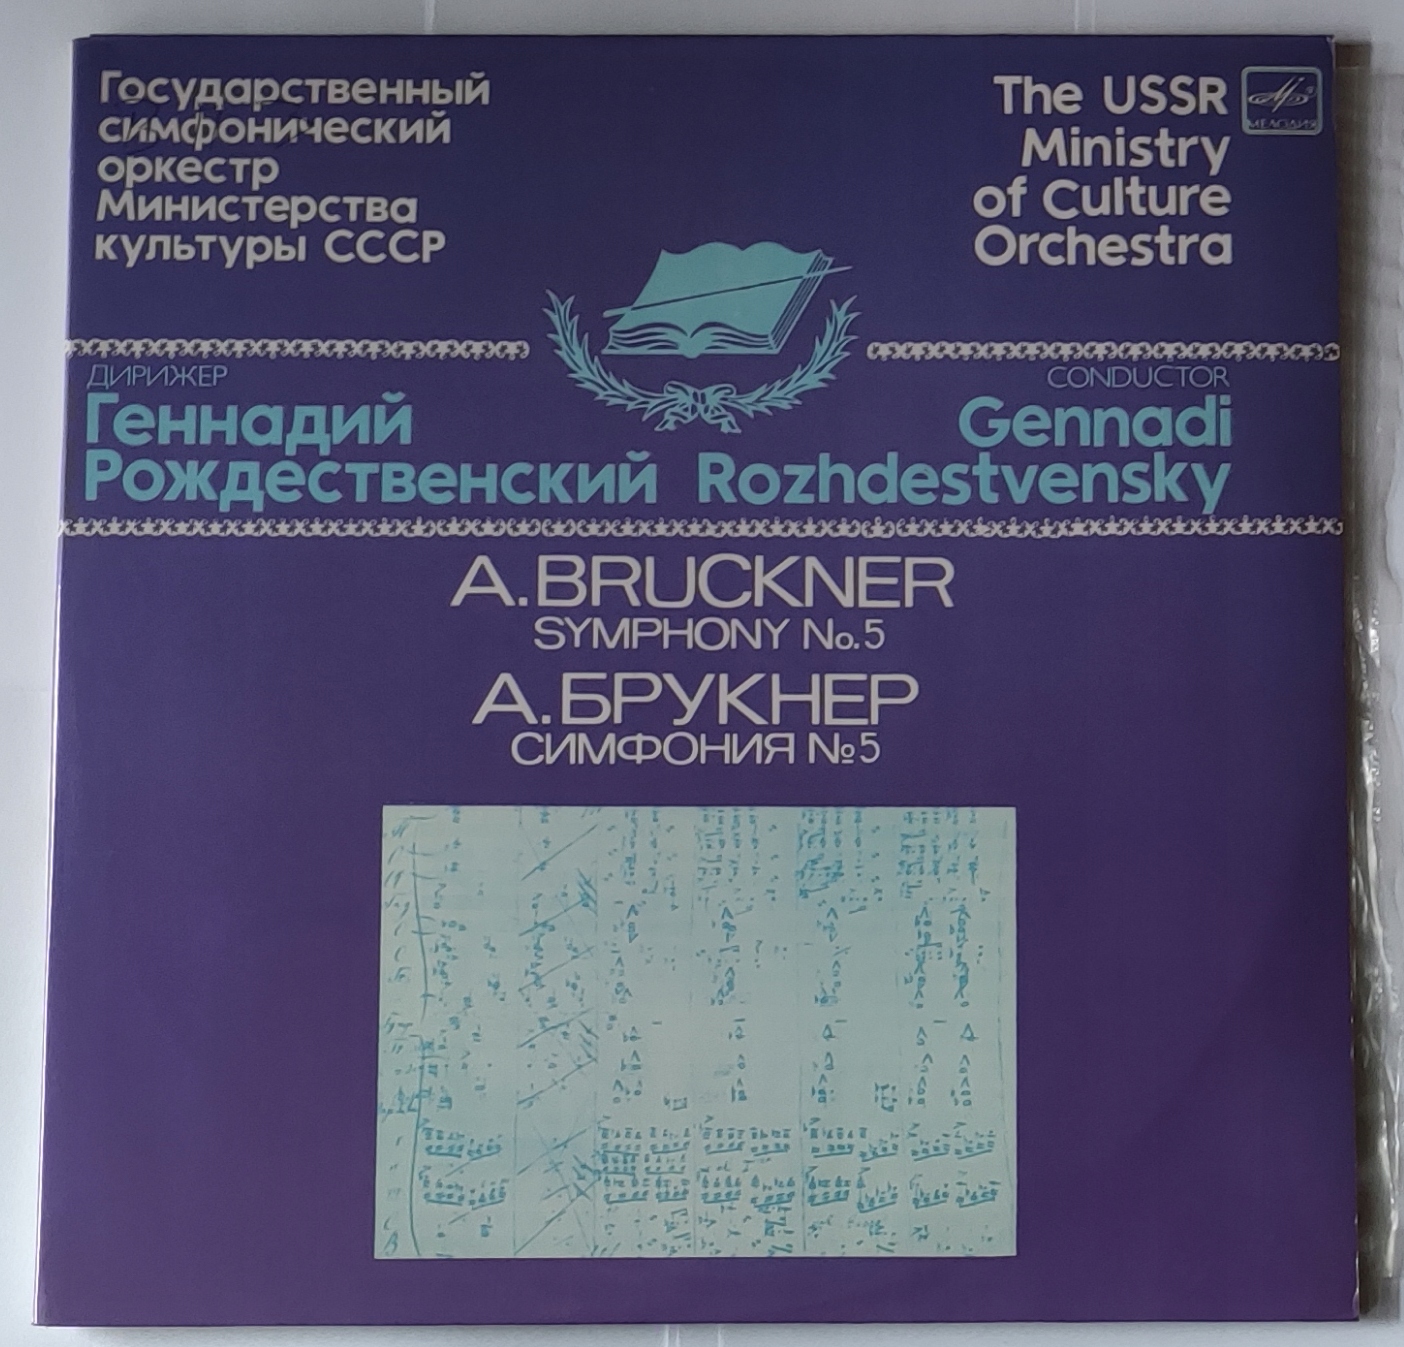 Государственный
симфонический
оркестр
Министерства
культуры СССР
The USSR
Ministry
of Culture
Orchestra
МЕЛОДИЯ
ДИРИЖЕР
Геннадий
Рождественский
CONDUCTOR
Gennadi
Rozhdestvensky
A.BRUCKNER
SYMPHONY No.5
А.БРУКНЕР
СИМФОНИЯ №5